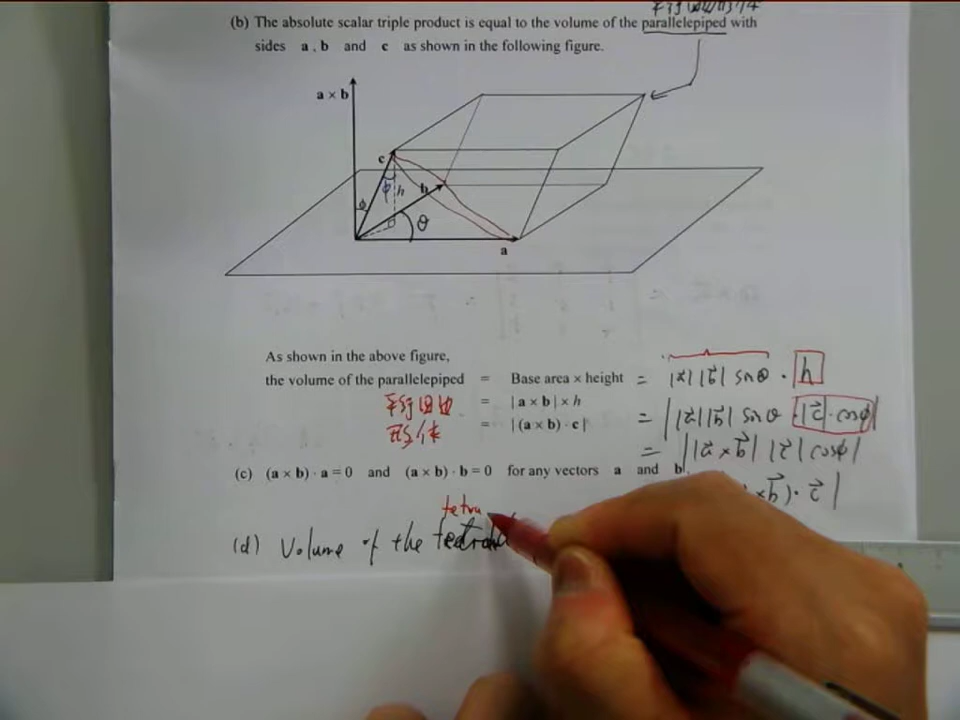 (b) The absolute scalar triple product is equal to the volume of the parallelepiped with
sides a , b and c as shown in the following figure.
a × b
c
ϕ
h
b
ϕ
θ
a
As shown in the above figure,
the volume of the parallelepiped = Base area × height = |a⃗| |b⃗| sinθ · h
= | a × b | × h = | |a⃗||b⃗| sinθ · |c⃗| · cosϕ |
= | (a × b) · c | = | |a⃗ × b⃗| |c⃗| cosϕ |
(c) (a × b) · a = 0 and (a × b) · b = 0 for any vectors a and b
× b⃗) · c⃗ |
tetra
(d) Volume of the